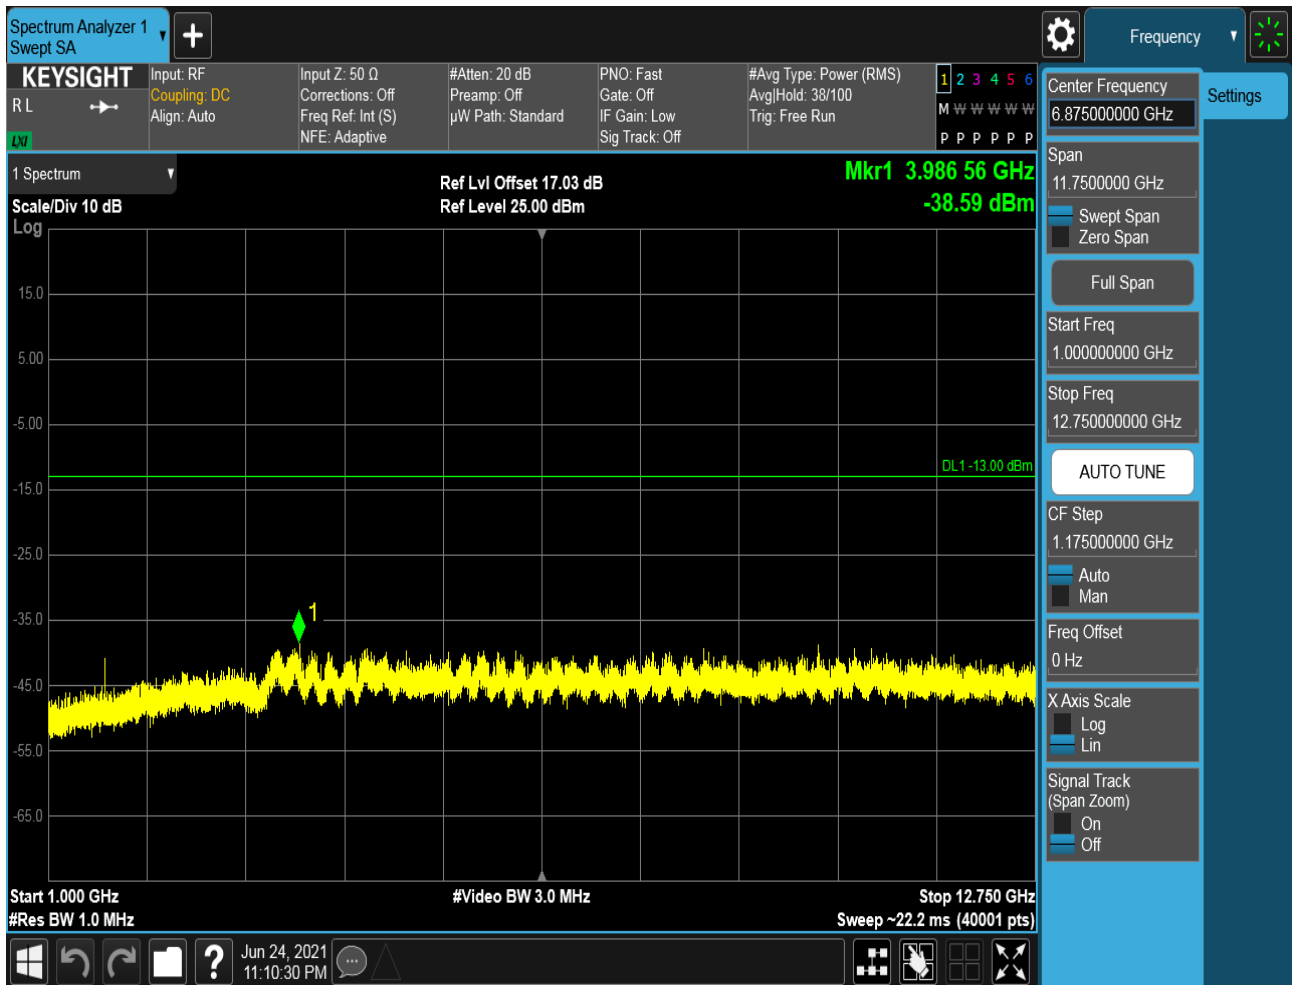 Spectrum Analyzer 1
Swept SA
Frequency
KEYSIGHT
R L
LXI
Input: RF
Coupling: DC
Align: Auto
Input Z: 50 Ω
Corrections: Off
Freq Ref: Int (S)
NFE: Adaptive
#Atten: 20 dB
Preamp: Off
µW Path: Standard
PNO: Fast
Gate: Off
IF Gain: Low
Sig Track: Off
#Avg Type: Power (RMS)
Avg|Hold: 38/100
Trig: Free Run
1 2 3 4 5 6
M W W W W W
P P P P P P
1 Spectrum
Scale/Div 10 dB
Log
Ref Lvl Offset 17.03 dB
Ref Level 25.00 dBm
Mkr1 3.986 56 GHz
-38.59 dBm
15.0
5.00
-5.00
-15.0
-25.0
-35.0
-45.0
-55.0
-65.0
DL1 -13.00 dBm
1
Start 1.000 GHz
#Res BW 1.0 MHz
#Video BW 3.0 MHz
Stop 12.750 GHz
Sweep ~22.2 ms (40001 pts)
Center Frequency
6.875000000 GHz
Settings
Span
11.7500000 GHz
Swept Span
Zero Span
Full Span
Start Freq
1.000000000 GHz
Stop Freq
12.750000000 GHz
AUTO TUNE
CF Step
1.175000000 GHz
Auto
Man
Freq Offset
0 Hz
X Axis Scale
Log
Lin
Signal Track
(Span Zoom)
On
Off
?
Jun 24, 2021
11:10:30 PM